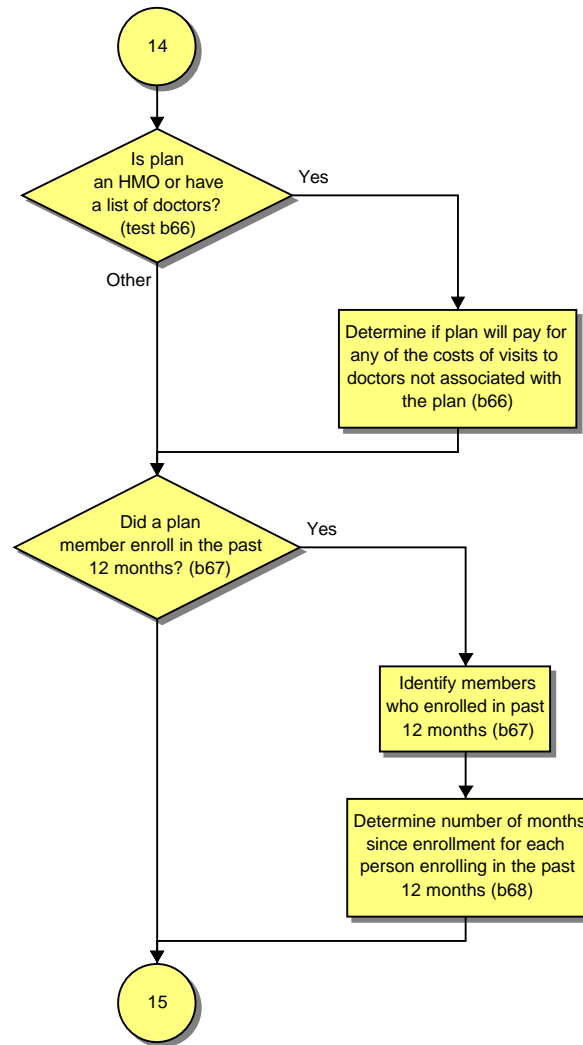 14
Is plan
an HMO or have
a list of doctors?
(test b66)
Yes
Other
Determine if plan will pay for
any of the costs of visits to
doctors not associated with
the plan (b66)
Did a plan
member enroll in the past
12 months? (b67)
Yes
Identify members
who enrolled in past
12 months (b67)
Determine number of months
since enrollment for each
person enrolling in the past
12 months (b68)
15